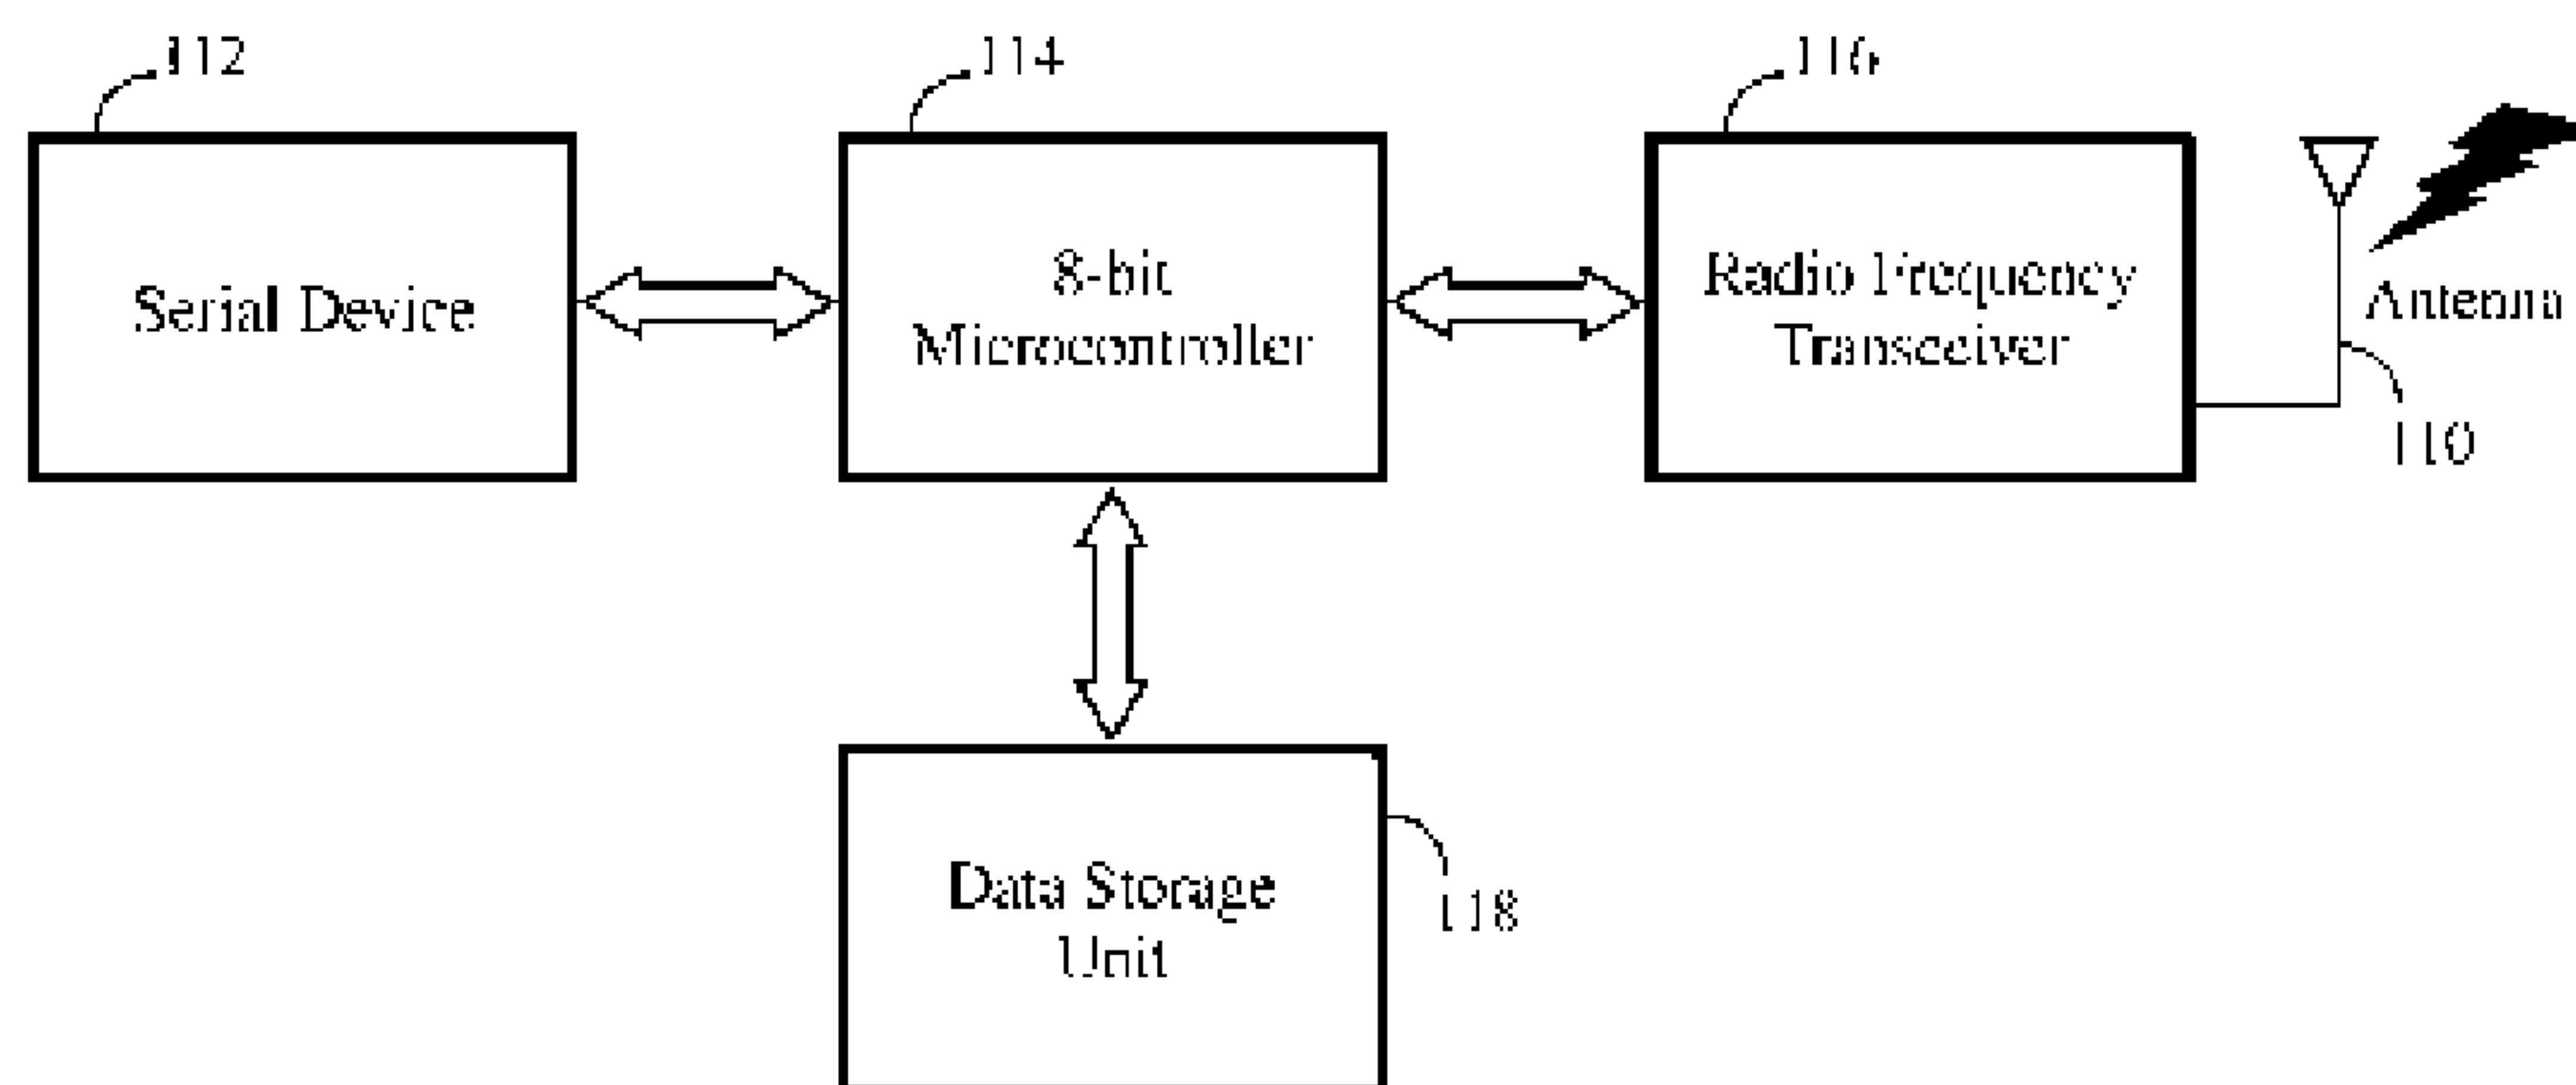 112
114
116
Serial Device
8-bit
Microcontroller
Radio Frequency
Transceiver
Antenna
110
Data Storage
Unit
118